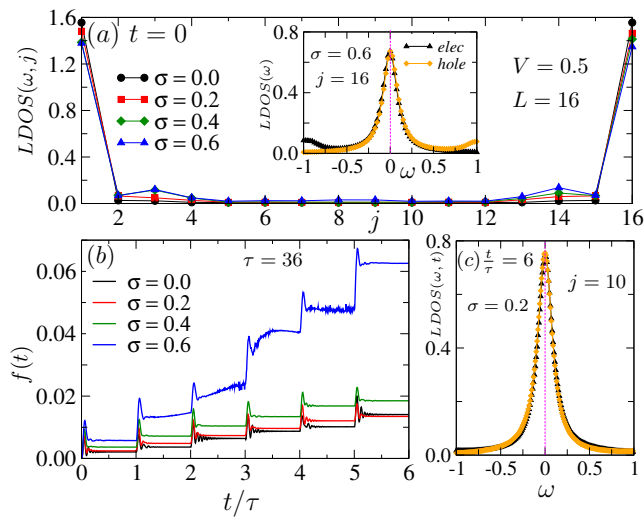 (a) t = 0
LDOS(ω,j)
1.6
1.2
0.8
0.4
0.0
σ = 0.0
σ = 0.2
σ = 0.4
σ = 0.6
2 4 6 8 10 12 14 16
j
LDOS(ω)
0.8
0.4
0.0
σ = 0.6
j = 16
elec
hole
-1 -0.5 0 0.5 1
ω
V = 0.5
L = 16
(b)
τ = 36
f(t)
0.06
0.04
0.02
0.00
σ = 0.0
σ = 0.2
σ = 0.4
σ = 0.6
0 1 2 3 4 5 6
t/τ
(c) t/τ = 6
LDOS(ω, t)
0.8
0.4
0.0
j = 10
σ = 0.2
-1 -0.5 0 0.5 1
ω